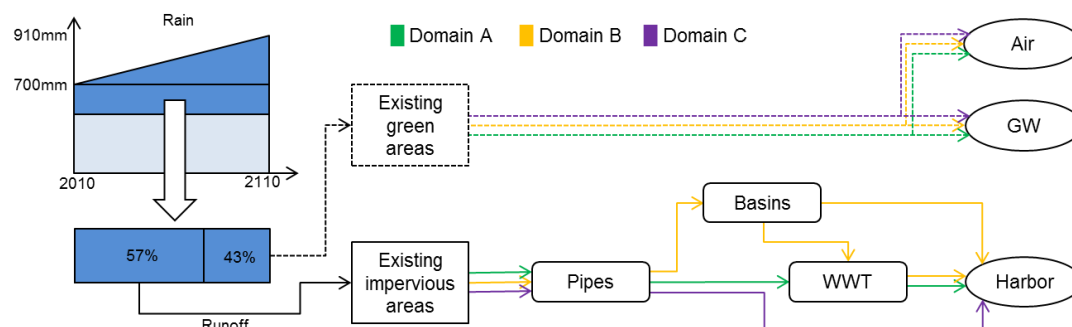 Rain
910mm
700mm
2010
2110
Domain A
Domain B
Domain C
Air
GW
Existing
green
areas
57%
43%
Runoff
Existing
impervious
areas
Pipes
Basins
WWT
Harbor